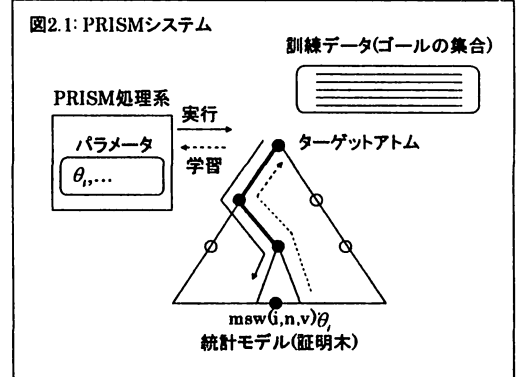 図2.1: PRISMシステム
訓練データ(ゴールの集合)
PRISM処理系
実行
パラメータ
学習
ターゲットアトム
θi,...
msw(i,n,v)θi
統計モデル(証明木)